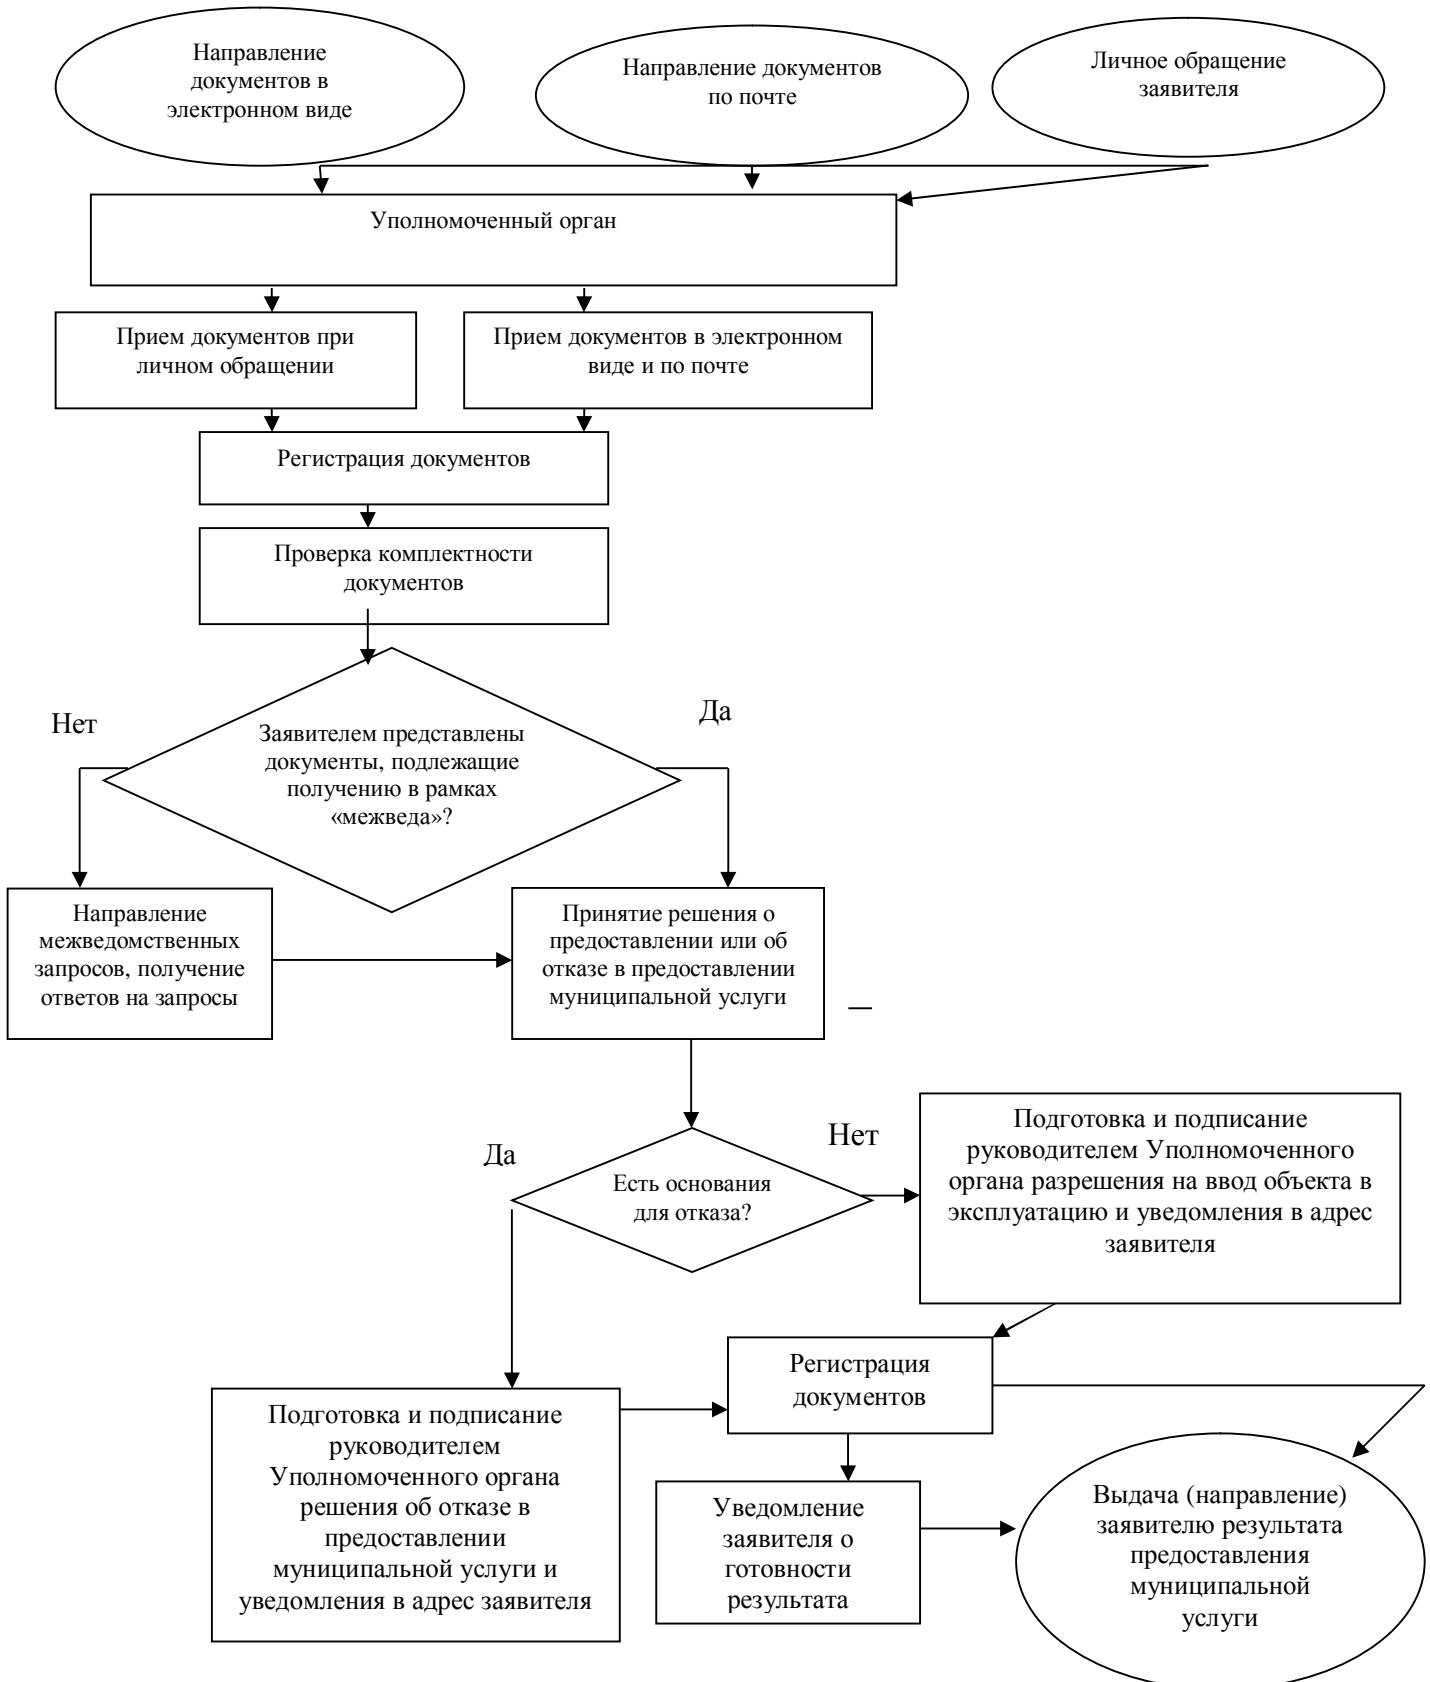 Направление
документов в
электронном виде
Направление документов
по почте
Личное обращение
заявителя
Уполномоченный орган
Прием документов при
личном обращении
Прием документов в электронном
виде и по почте
Регистрация документов
Проверка комплектности
документов
Нет
Да
Заявителем представлены
документы, подлежащие
получению в рамках
«межведа»?
Направление
межведомственных
запросов, получение
ответов на запросы
Принятие решения о
предоставлении или об
отказе в предоставлении
муниципальной услуги
Да
Нет
Есть основания
для отказа?
Подготовка и подписание
руководителем Уполномоченного
органа разрешения на ввод объекта в
эксплуатацию и уведомления в адрес
заявителя
Регистрация
документов
Подготовка и подписание
руководителем
Уполномоченного органа
решения об отказе в
предоставлении
муниципальной услуги и
уведомления в адрес заявителя
Уведомление
заявителя о
готовности
результата
Выдача (направление)
заявителю результата
предоставления
муниципальной
услуги